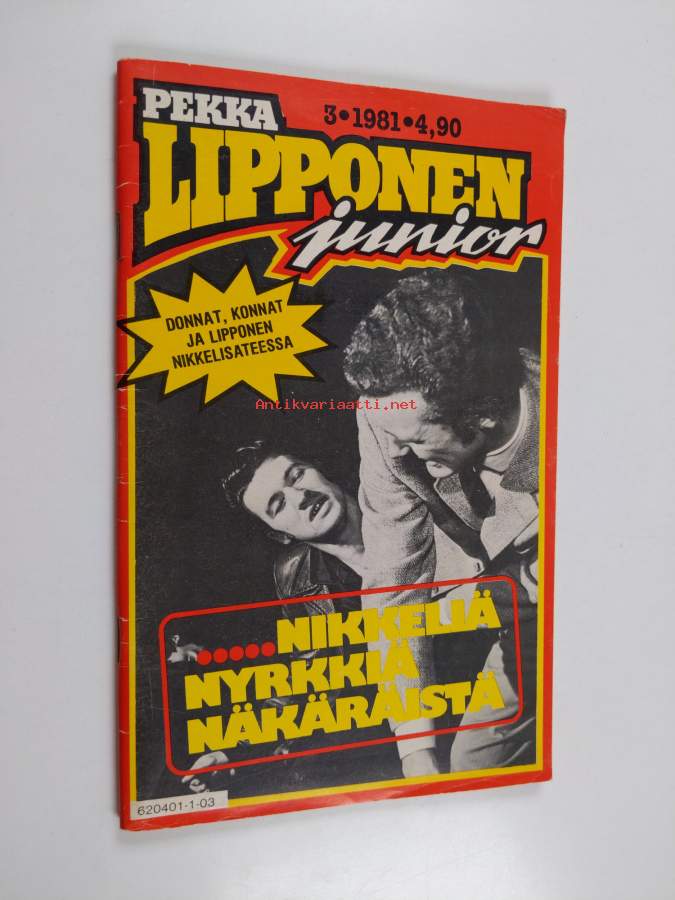 PEKKA
3•1981•4,90
LIPPONEN
junior
DONNAT, KONNAT
JA LIPPONEN
NIKKELISATEESSA
Antikvariaatti.net
.....NIKKELIÄ
NYRKKIÄ
NÄKÄRÄISTÄ
620401-1-03